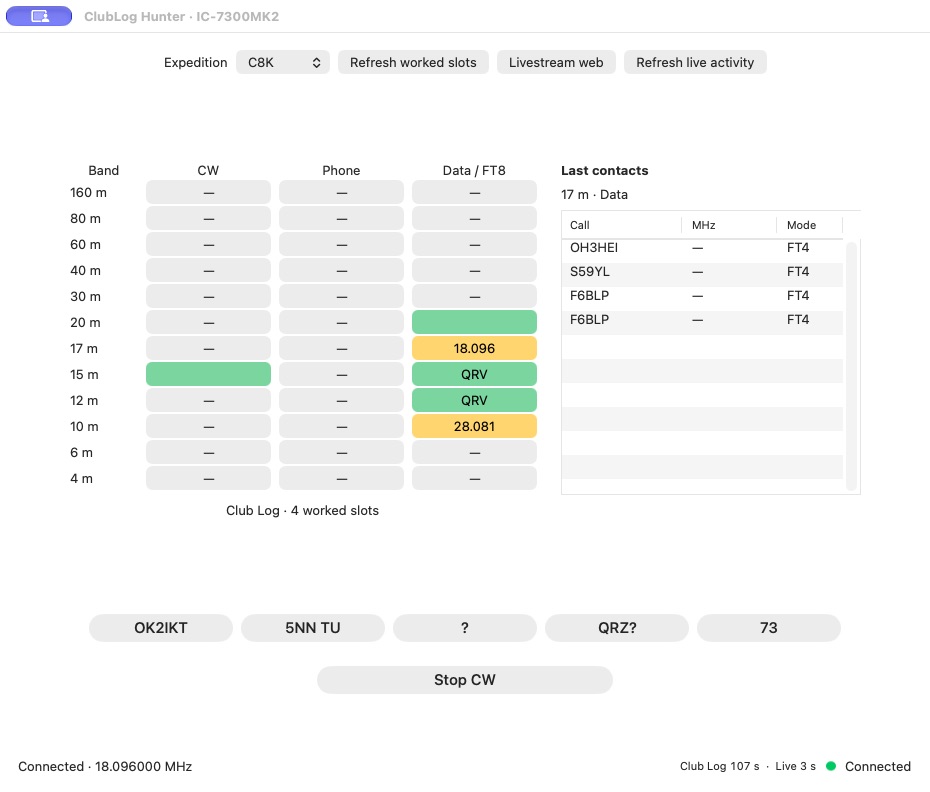 ClubLog Hunter · IC-7300MK2
Expedition C8K Refresh worked slots Livestream web Refresh live activity
Band CW Phone Data / FT8
160 m — — —
80 m — — —
60 m — — —
40 m — — —
30 m — — —
20 m — —
17 m — — 18.096
15 m — QRV
12 m — — QRV
10 m — — 28.081
6 m — — —
4 m — — —
Club Log · 4 worked slots
Last contacts
17 m · Data
Call MHz Mode
OH3HEI — FT4
S59YL — FT4
F6BLP — FT4
F6BLP — FT4
OK2IKT 5NN TU ? QRZ? 73
Stop CW
Connected · 18.096000 MHz
Club Log 107 s · Live 3 s Connected